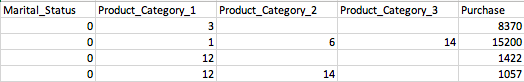 Marital_Status Product_Category_1 Product_Category_2 Product_Category_3 Purchase
0 3 8370
0 1 6 14 15200
0 12 1422
0 12 14 1057